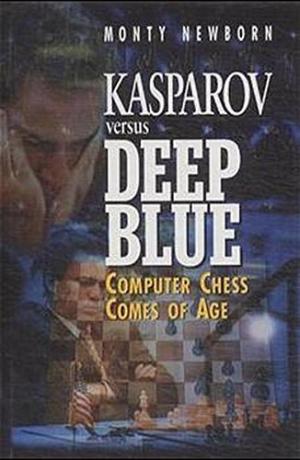 MONTY NEWBORN
KASPAROV
versus
DEEP
BLUE
COMPUTER CHESS
COMES OF AGE